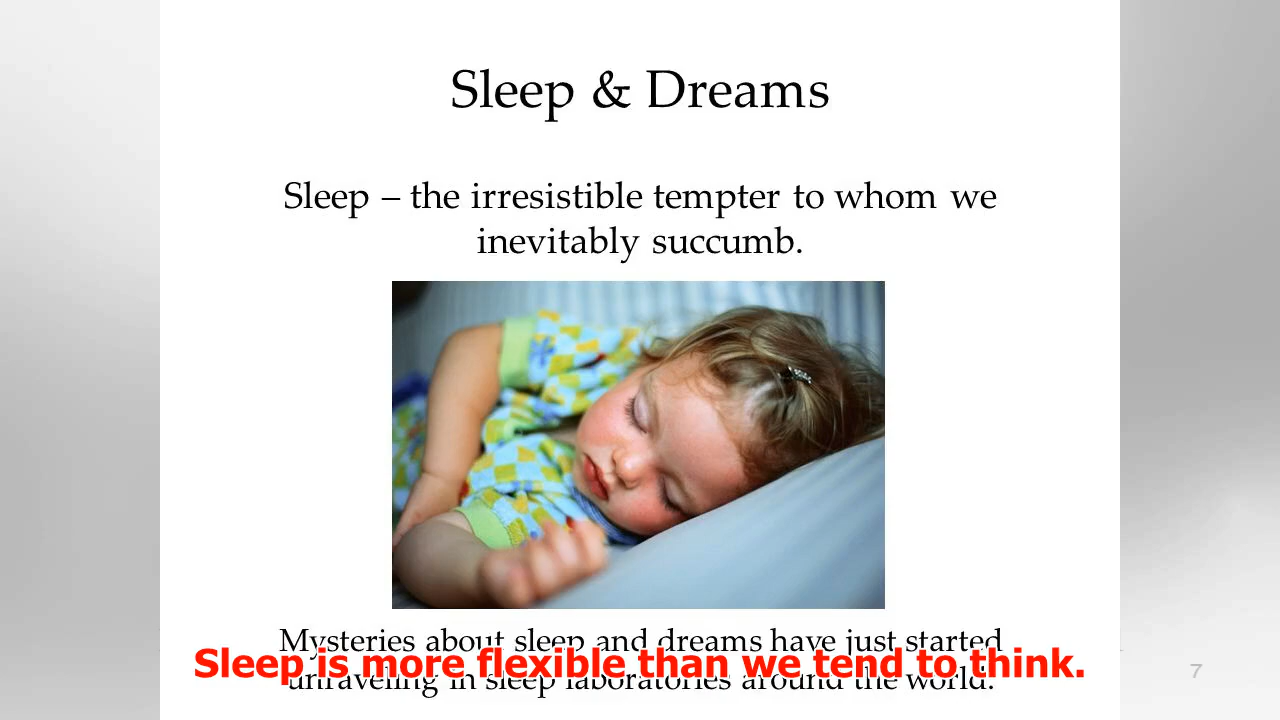 Sleep & Dreams
Sleep – the irresistible tempter to whom we
inevitably succumb.
Mysteries about sleep and dreams have just started
Sleep is more flexible than we tend to think.
unraveling in sleep laboratories around the world.
7